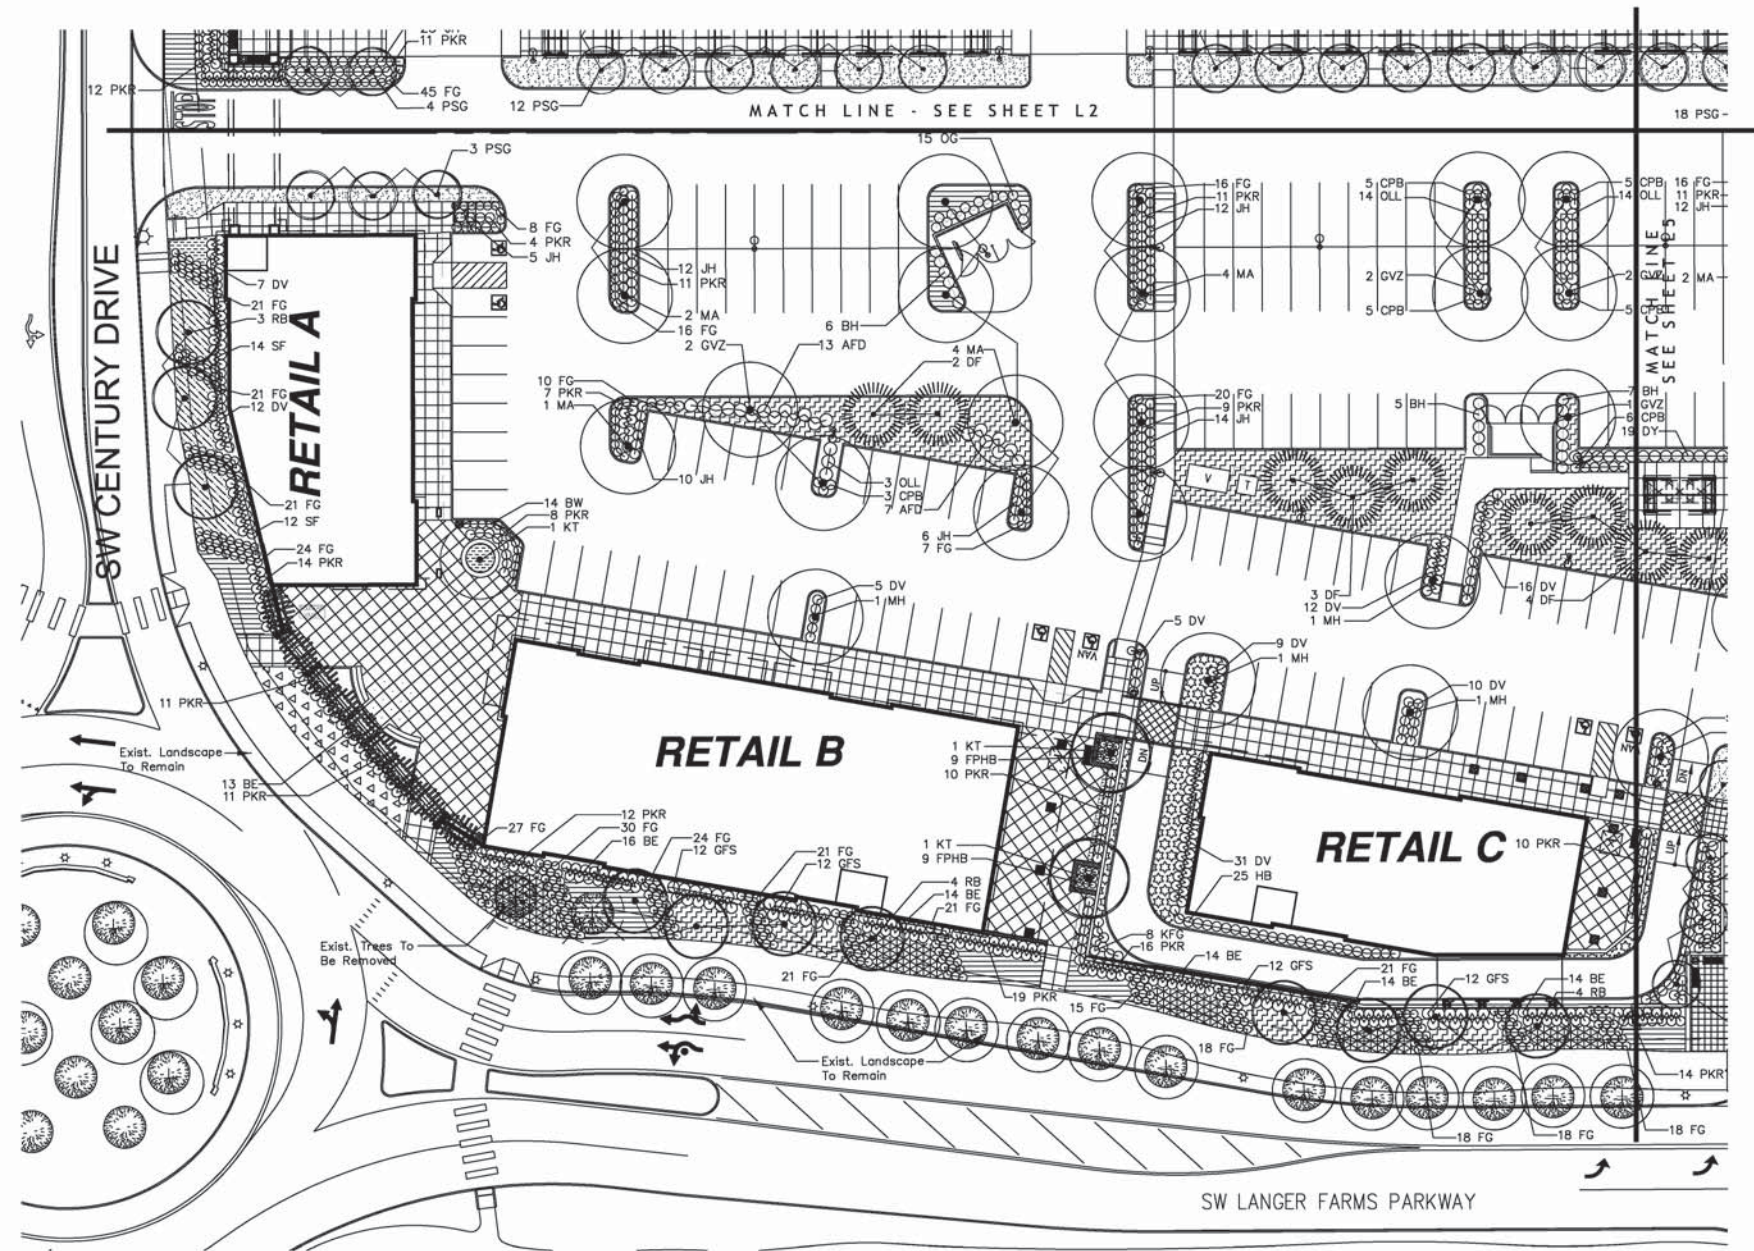 11 PKR
12 PKR
45 FG
4 PSG
12 PSG
STOP
MATCH LINE - SEE SHEET L2
18 PSG
3 PSG
15 OG
8 FG
4 PKR
5 JH
12 JH
11 PKR
2 MA
16 FG
2 GVZ
6 BH
13 AFD
16 FG
11 PKR
12 JH
4 MA
5 CPB
14 OLL
2 GVZ
5 CPB
5 CPB
14 OLL
2 GVZ
5 CPB
16 FG
11 PKR
12 JH
2 MA
MATCH LINE
SEE SHEET L5
SW CENTURY DRIVE
RETAIL A
7 DV
21 FG
3 RB
14 SF
21 FG
12 DV
21 FG
12 SF
24 FG
14 PKR
10 FG
7 PKR
1 MA
10 JH
4 MA
2 DF
3 OLL
3 CPB
7 AFD
6 JH
7 FG
20 FG
9 PKR
14 JH
5 BH
7 BH
1 GVZ
6 CPB
19 DY
V
T
14 BW
8 PKR
1 KT
5 DV
1 MH
3 DF
12 DV
1 MH
16 DV
4 DF
5 DV
VAN
UP
9 DV
1 MH
10 DV
1 MH
VAN
11 PKR
Exist. Landscape
To Remain
13 BE
11 PKR
RETAIL B
1 KT
9 FPHB
10 PKR
DN
DN
27 FG
12 PKR
30 FG
16 BE
24 FG
12 GFS
21 FG
12 GFS
1 KT
9 FPHB
4 RB
14 BE
21 FG
RETAIL C
10 PKR
UP
31 DV
25 HB
Exist. Trees To
Be Removed
21 FG
19 PKR
8 KFG
16 PKR
14 BE
12 GFS
21 FG
14 BE
12 GFS
14 BE
4 RB
15 FG
18 FG
Exist. Landscape
To Remain
14 PKR
18 FG
18 FG
18 FG
SW LANGER FARMS PARKWAY